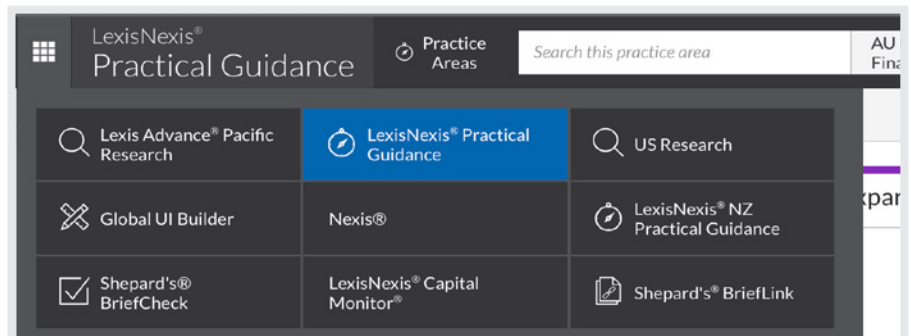 LexisNexis®
Practical Guidance
Practice
Areas
Search this practice area
AU
Fina
Lexis Advance® Pacific
Research
LexisNexis® Practical
Guidance
US Research
Global UI Builder
Nexis®
LexisNexis® NZ
Practical Guidance
Shepard's®
BriefCheck
LexisNexis® Capital
Monitor®
Shepard's® BriefLink
xpar